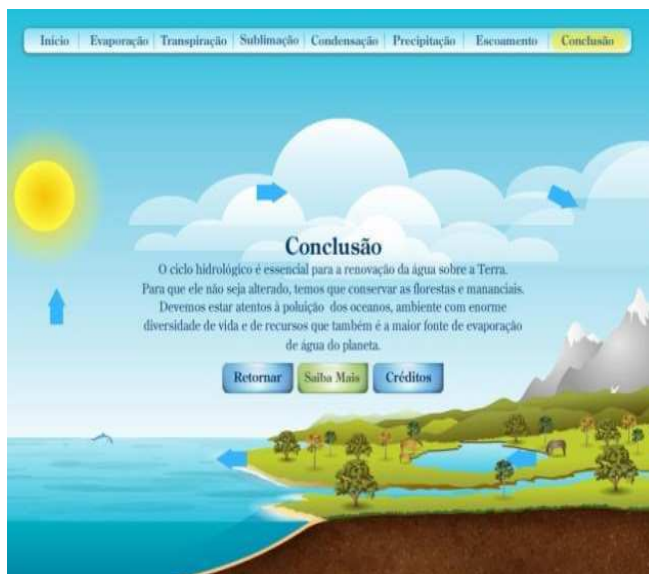 Início Evaporação Transpiração Sublimação Condensação Precipitação Escoamento Conclusão
Conclusão
O ciclo hidrológico é essencial para a renovação da água sobre a Terra.
Para que ele não seja alterado, temos que conservar as florestas e mananciais.
Devemos estar atentos à poluição dos oceanos, ambiente com enorme
diversidade de vida e de recursos que também é a maior fonte de evaporação
de água do planeta.
Retornar Saiba Mais Créditos